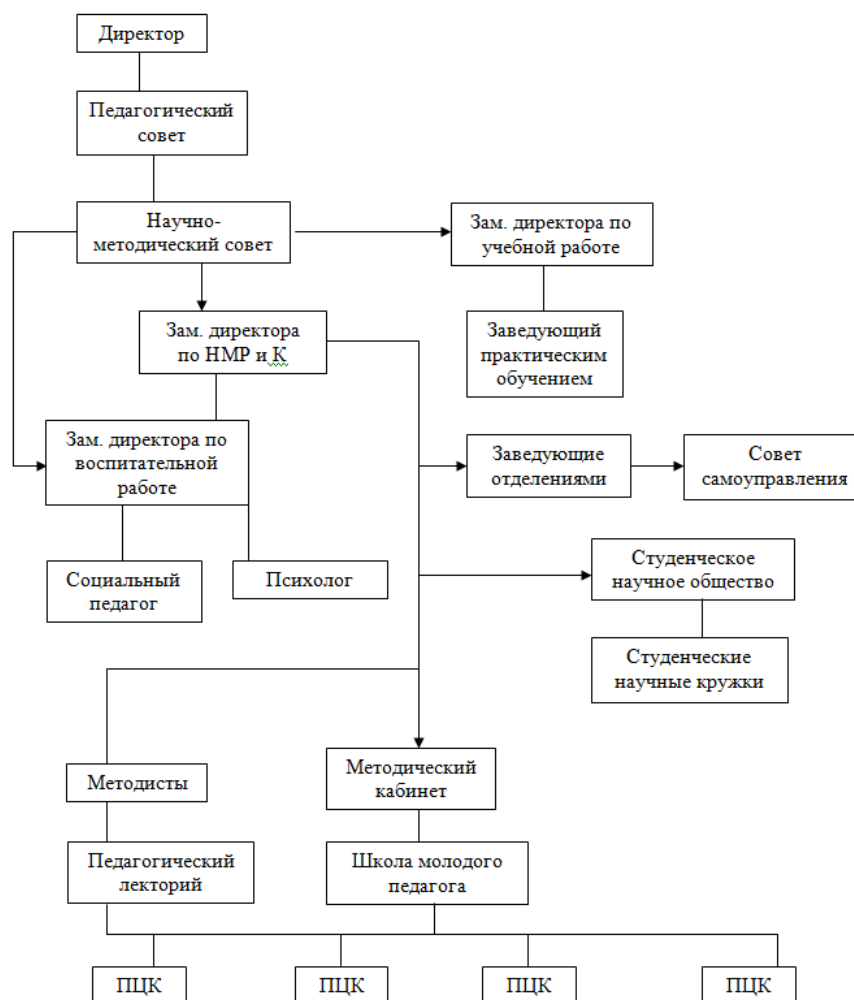 Директор
Педагогический
совет
Научно-
методический совет
Зам. директора по
учебной работе
Зам. директора
по НМР и К
Заведующий
практическим
обучением
Зам. директора по
воспитательной
работе
Заведующие
отделениями
Совет
самоуправления
Социальный
педагог
Психолог
Студенческое
научное общество
Студенческие
научные кружки
Методисты
Методический
кабинет
Педагогический
лекторий
Школа молодого
педагога
ПЦК
ПЦК
ПЦК
ПЦК